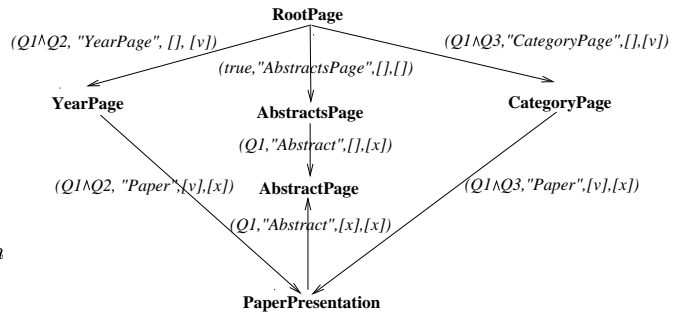 RootPage
(Q1∧Q2, "YearPage", [], [v])
(Q1∧Q3,"CategoryPage",[],[v])
(true,"AbstractsPage",[],[])
YearPage
AbstractsPage
CategoryPage
(Q1,"Abstract",[],[x])
(Q1∧Q2, "Paper",[v],[x])
AbstractPage
(Q1∧Q3,"Paper",[v],[x])
(Q1,"Abstract",[x],[x])
PaperPresentation